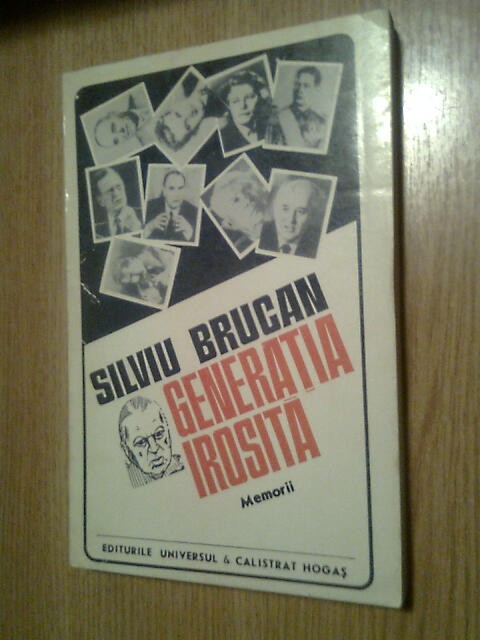 SILVIU BRUCAN
GENERAȚIA
IROSITĂ
Memorii
EDITURILE UNIVERSUL & CALISTRAT HOGAȘ